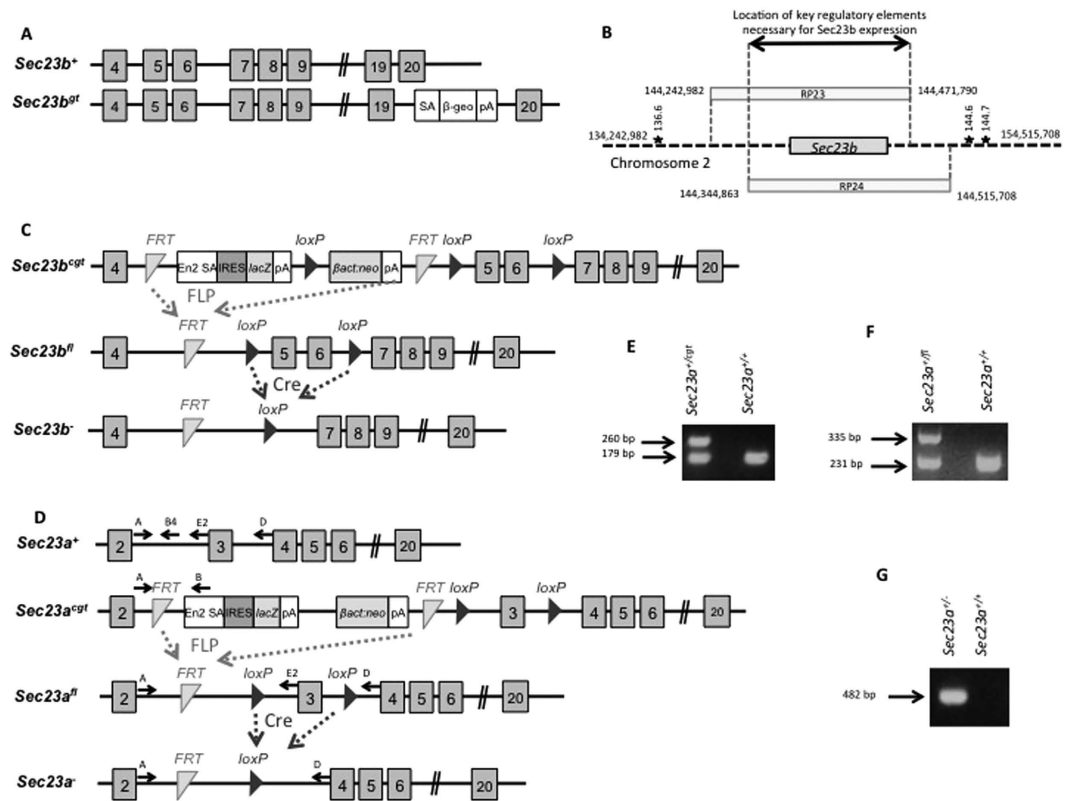 A
Sec23b+
4 5 6 7 8 9 // 19 20
Sec23bgt
4 5 6 7 8 9 // 19 SA β-geo pA 20
B
Location of key regulatory elements
necessary for Sec23b expression
144,242,982 RP23 144,471,790
136.6 144.6 144.7
134,242,982 Sec23b 154,515,708
Chromosome 2
144,344,863 RP24 144,515,708
C
FRT loxP FRT loxP loxP
Sec23bcgt
4 En2 SA IRES lacZ pA βact:neo pA 5 6 7 8 9 // 20
FLP
FRT loxP loxP
Sec23bfl
4 5 6 7 8 9 // 20
Cre
FRT loxP
Sec23b-
4 7 8 9 // 20
D
A B4 E2 D
Sec23a+
2 3 4 5 6 // 20
A FRT B FRT loxP loxP
Sec23acgt
2 En2 SA IRES lacZ pA βact:neo pA 3 4 5 6 // 20
FLP
A FRT loxP E2 loxP D
Sec23afl
2 3 4 5 6 // 20
Cre
A FRT loxP D
Sec23a-
2 4 5 6 // 20
E
Sec23a+/cgt Sec23a+/+
260 bp
179 bp
F
Sec23a+/fl Sec23a+/+
335 bp
231 bp
G
Sec23a+/- Sec23a+/+
482 bp